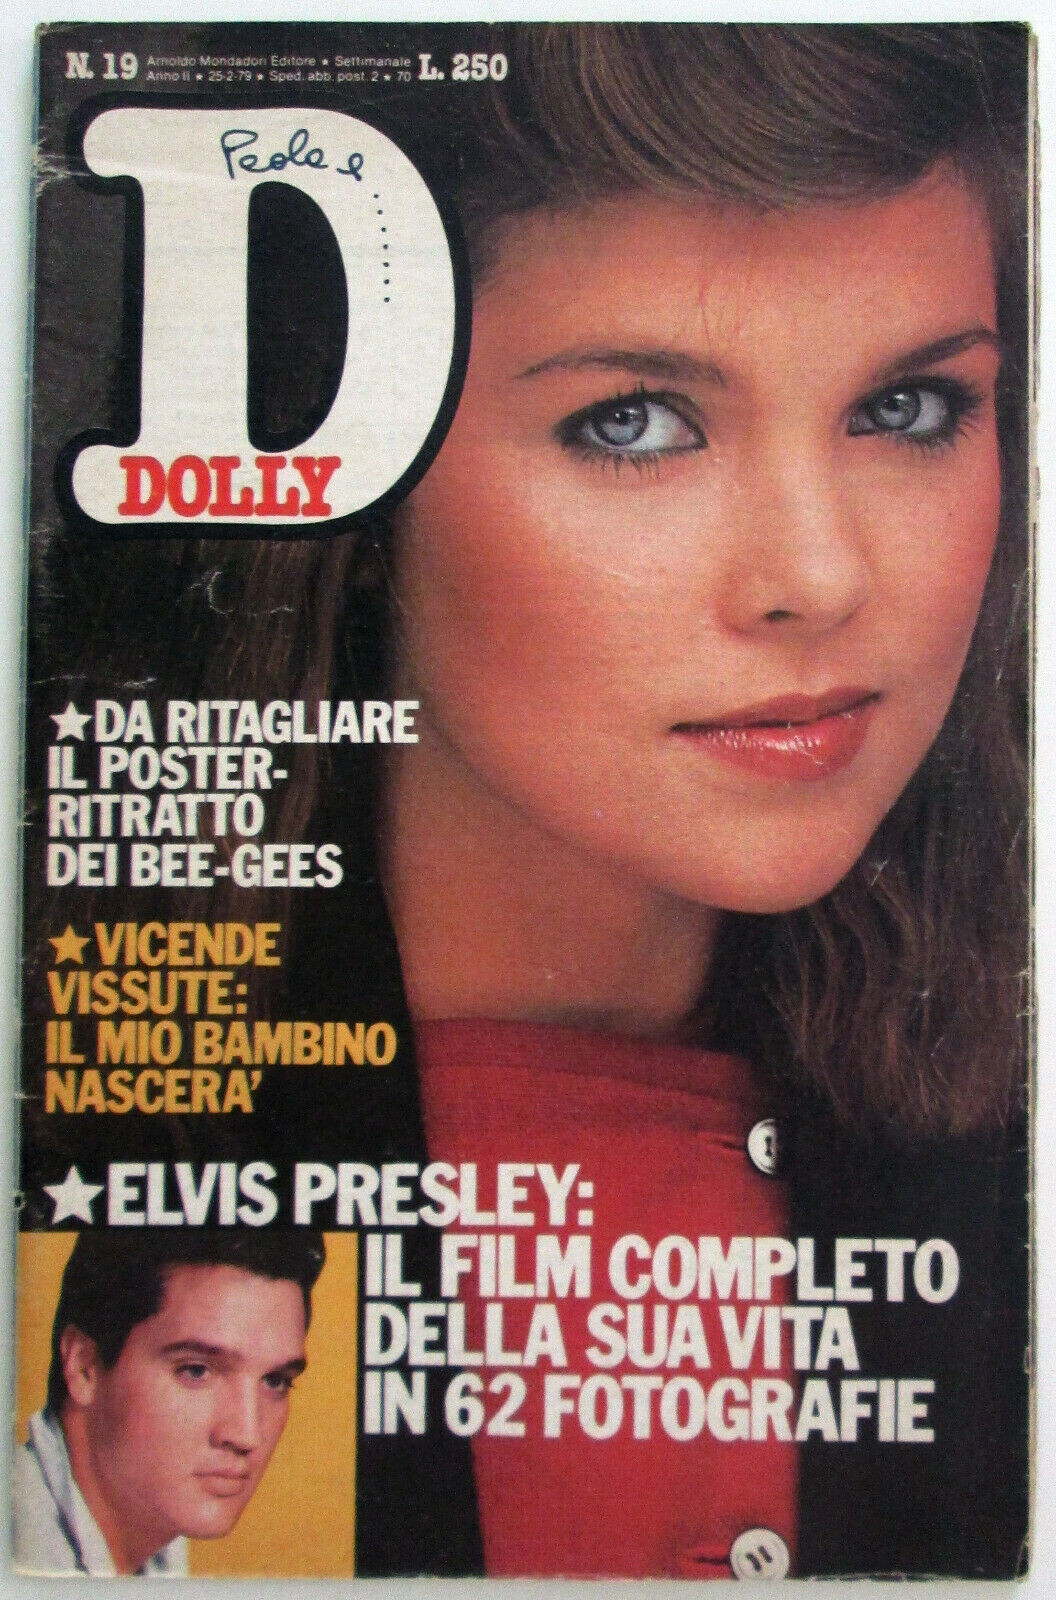 N. 19 Arnoldo Mondadori Editore ★ Settimanale L. 250
Anno II ★ 25-2-79 ★ Sped. abb. post. 2 ★ 70
Paola e.......
D
DOLLY
★DA RITAGLIARE
IL POSTER-
RITRATTO
DEI BEE-GEES
★VICENDE
VISSUTE:
IL MIO BAMBINO
NASCERA'
★ELVIS PRESLEY:
IL FILM COMPLETO
DELLA SUA VITA
IN 62 FOTOGRAFIE